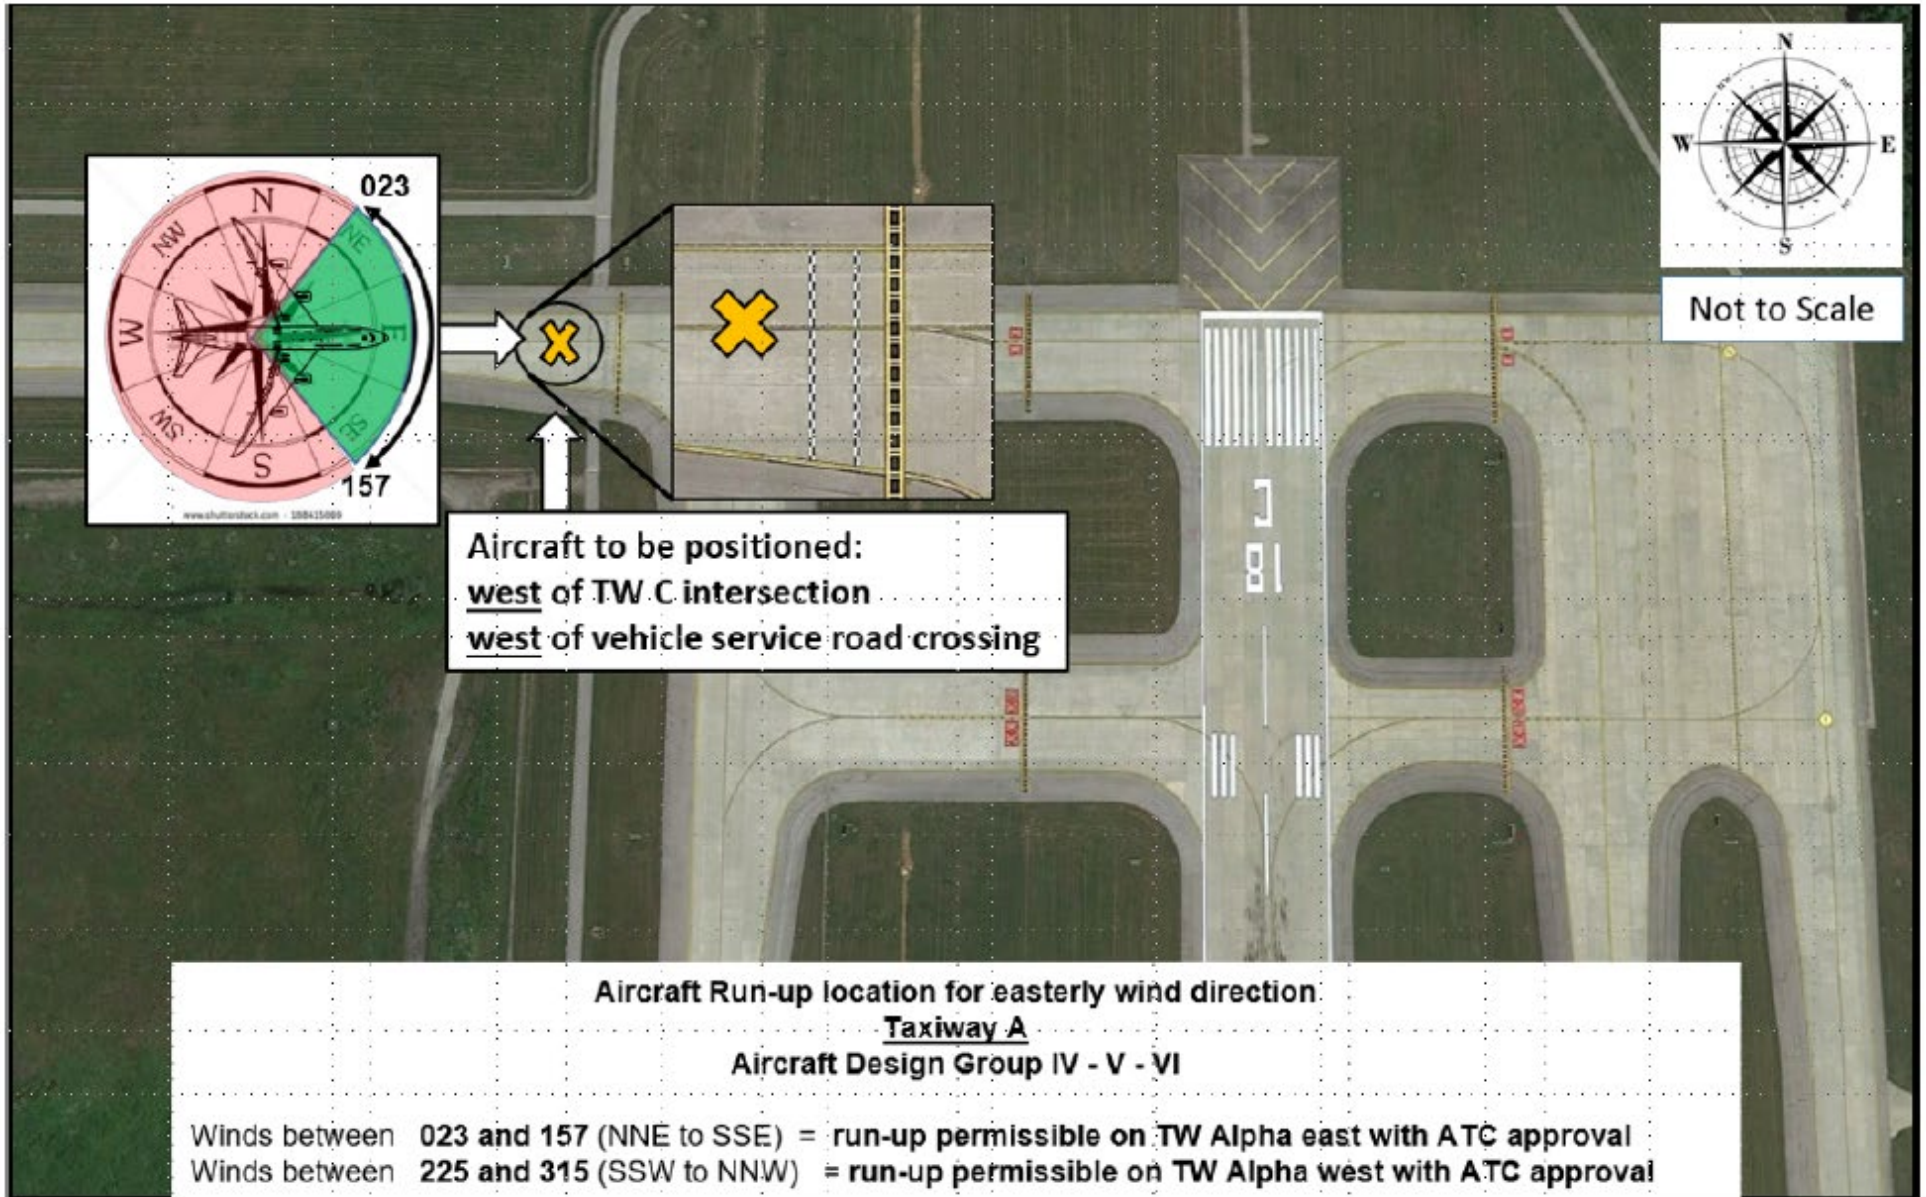 N
W E
S
Not to Scale
023
N
NW NE
W E
SW SE
S
157
www.shutterstock.com
Aircraft to be positioned:
west of TW C intersection
west of vehicle service road crossing
18
L
Aircraft Run-up location for easterly wind direction
Taxiway A
Aircraft Design Group IV - V - VI
Winds between 023 and 157 (NNE to SSE) = run-up permissible on TW Alpha east with ATC approval
Winds between 225 and 315 (SSW to NNW) = run-up permissible on TW Alpha west with ATC approval